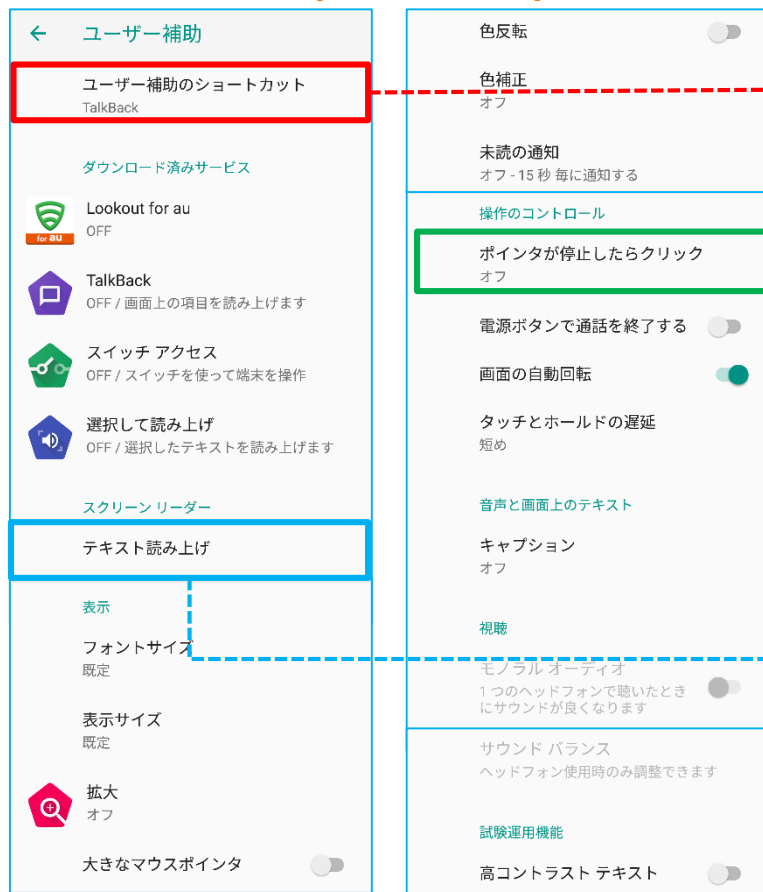 ユーザー補助
ユーザー補助のショートカット
TalkBack
ダウンロード済みサービス
Lookout for au
OFF
for au
TalkBack
OFF / 画面上の項目を読み上げます
スイッチ アクセス
OFF / スイッチを使って端末を操作
選択して読み上げ
OFF / 選択したテキストを読み上げます
スクリーン リーダー
テキスト読み上げ
表示
フォントサイズ
既定
表示サイズ
既定
拡大
オフ
大きなマウスポインタ
色反転
色補正
オフ
未読の通知
オフ - 15 秒 毎に通知する
操作のコントロール
ポインタが停止したらクリック
オフ
電源ボタンで通話を終了する
画面の自動回転
タッチとホールドの遅延
短め
音声と画面上のテキスト
キャプション
オフ
視聴
モノラル オーディオ
1 つのヘッドフォンで聴いたとき
にサウンドが良くなります
サウンド バランス
ヘッドフォン使用時のみ調整できます
試験運用機能
高コントラスト テキスト